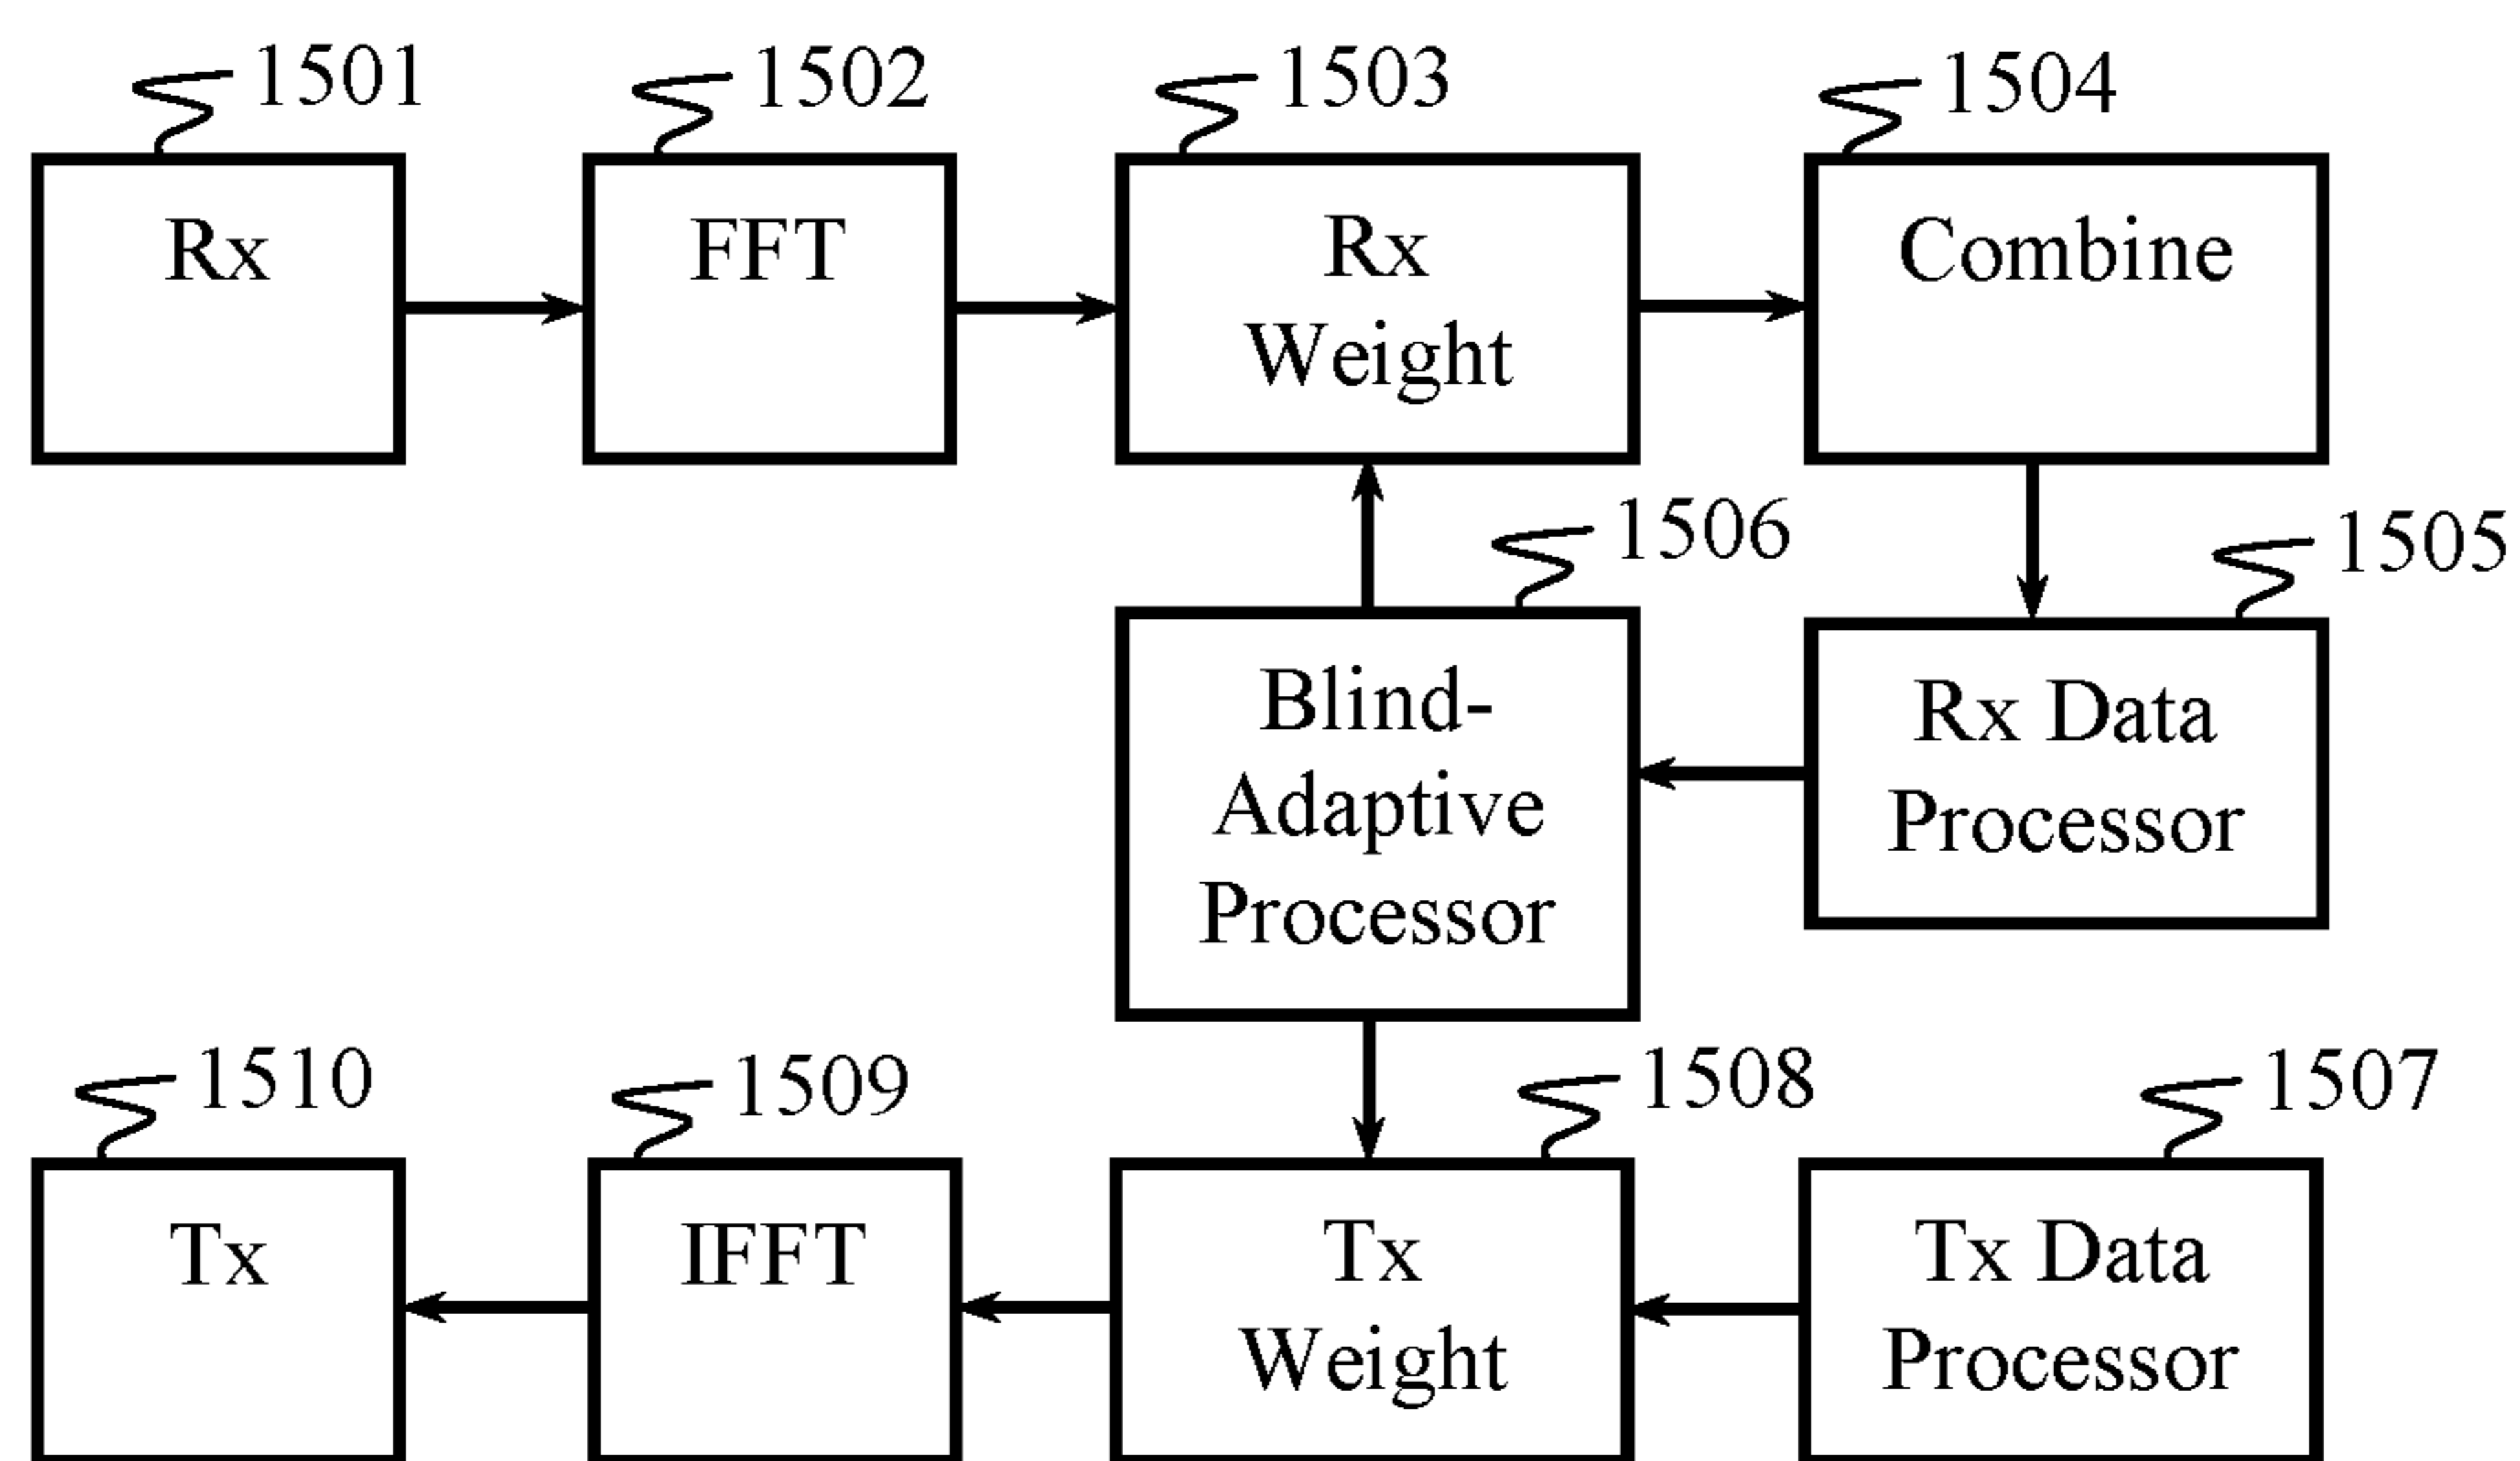 1501
1502
1503
1504
Rx
FFT
Rx
Weight
Combine
1506
1505
Blind-
Adaptive
Processor
Rx Data
Processor
1510
1509
1508
1507
Tx
IFFT
Tx
Weight
Tx Data
Processor